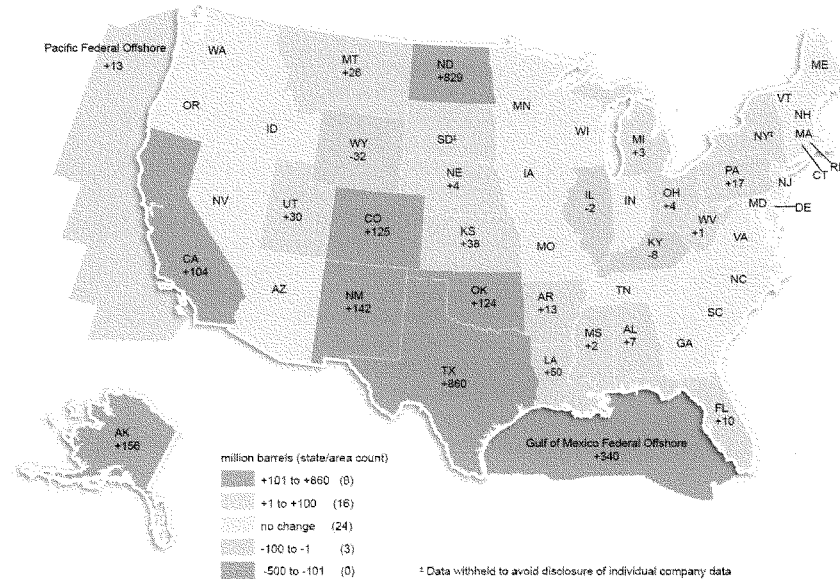 Pacific Federal Offshore
+13
WA
MT
+26
ND
+829
ME
VT
NH
OR
ID
MN
WI
MI
+3
NY‡
MA
RI
CT
WY
-32
SD‡
NE
+4
IA
PA
+17
NJ
NV
UT
+30
CO
+125
IL
-2
IN
OH
+4
MD
DE
WV
+1
VA
KS
+38
MO
KY
-8
CA
+104
NC
AZ
NM
+142
OK
+124
AR
+13
TN
SC
MS
+2
AL
+7
GA
TX
+860
LA
+50
FL
+10
AK
+156
Gulf of Mexico Federal Offshore
+340
million barrels (state/area count)
+101 to +860 (8)
+1 to +100 (16)
no change (24)
-100 to -1 (3)
-500 to -101 (0)
‡ Data withheld to avoid disclosure of individual company data